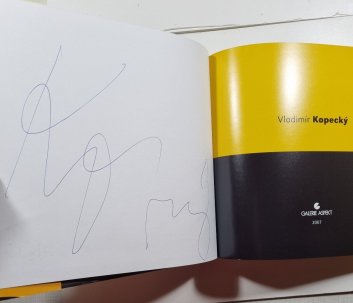 Vladimír Kopecký
GALERIE ASPEKT
2007